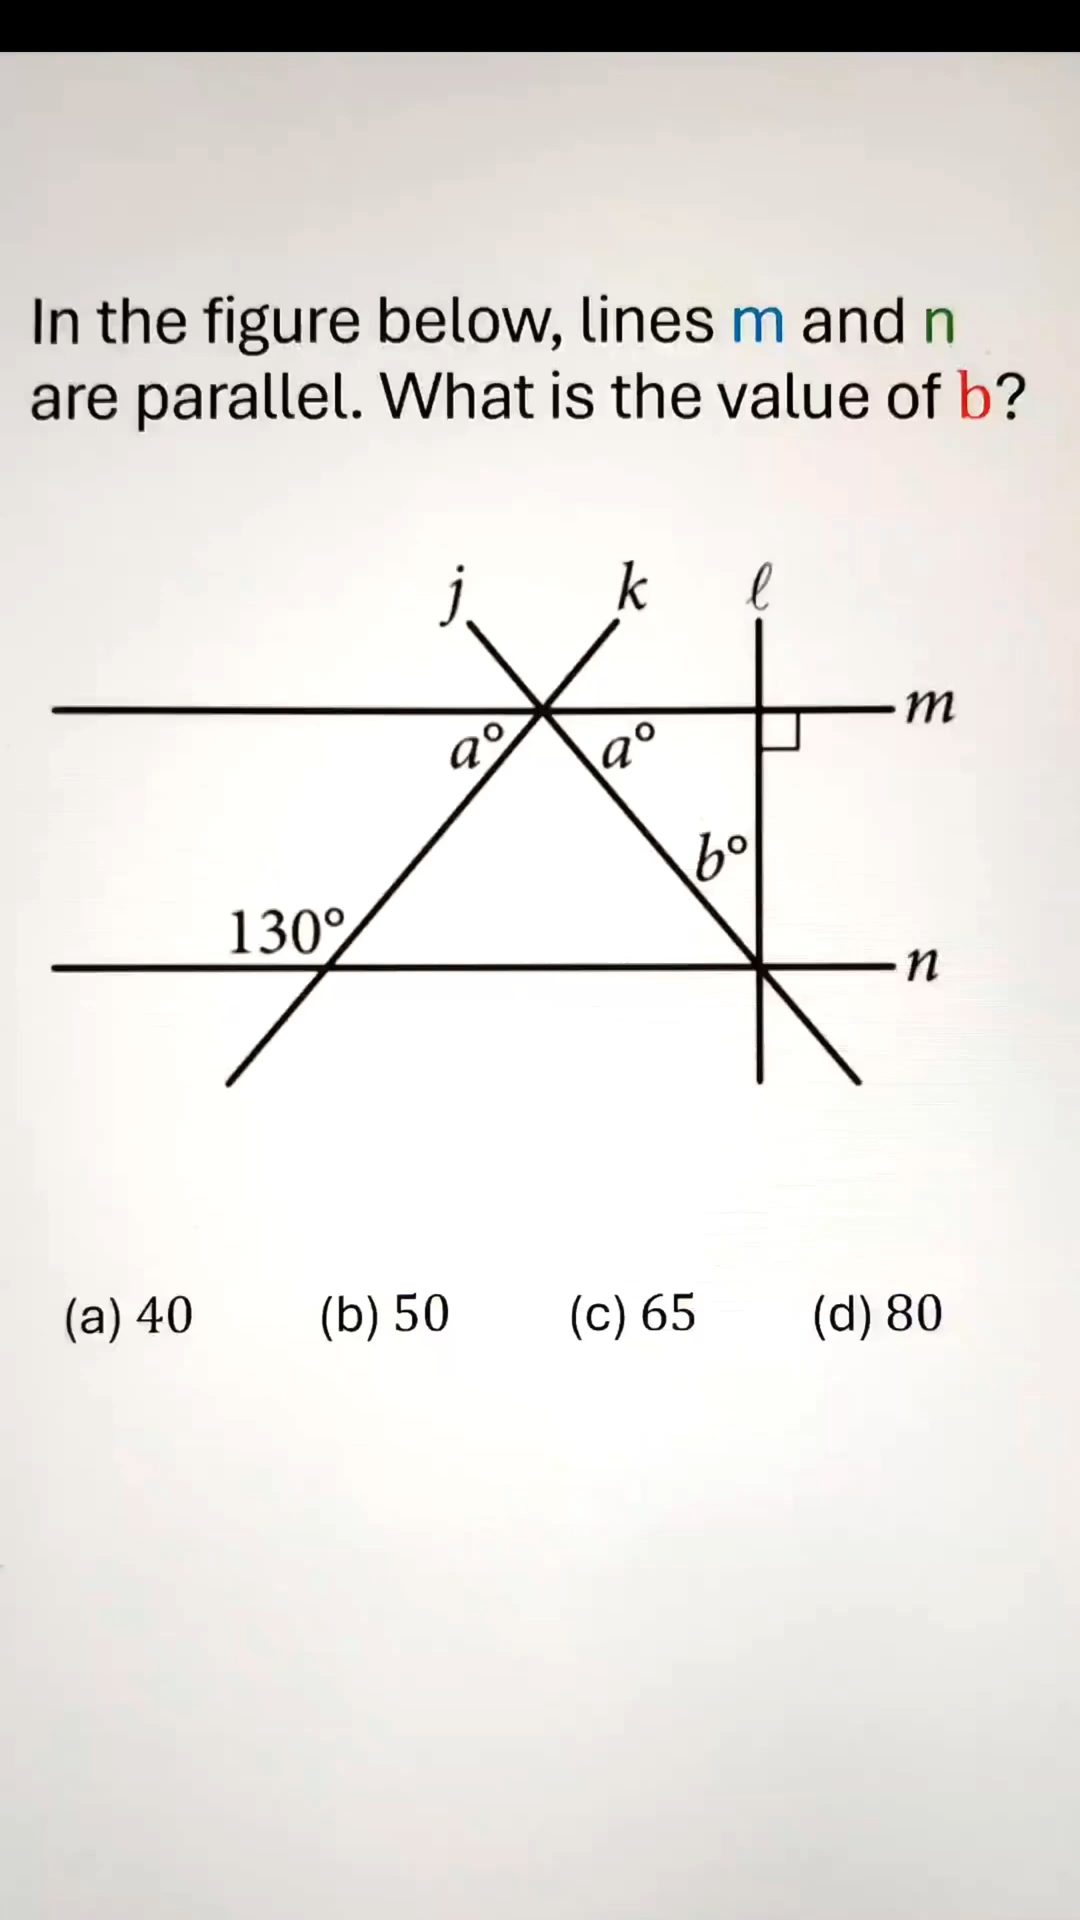 In the figure below, lines m and n
are parallel. What is the value of b?
j k ℓ
m
a° a°
b°
130°
n
(a) 40 (b) 50 (c) 65 (d) 80